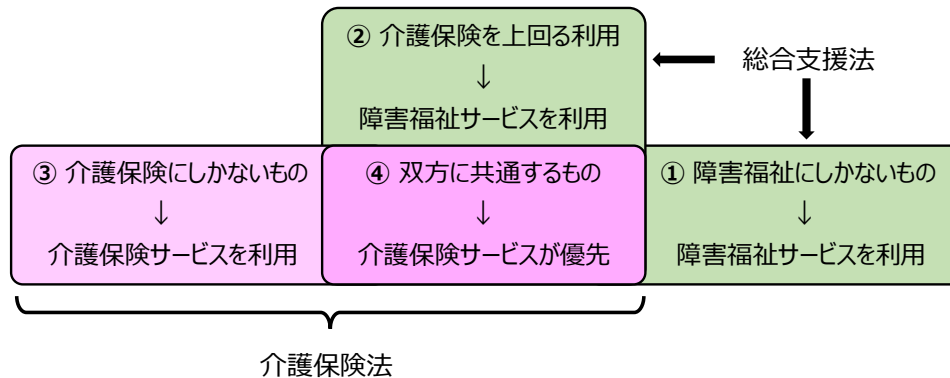 ② 介護保険を上回る利用
↓
障害福祉サービスを利用
総合支援法
③ 介護保険にしかないもの
↓
介護保険サービスを利用
④ 双方に共通するもの
↓
介護保険サービスが優先
① 障害福祉にしかないもの
↓
障害福祉サービスを利用
介護保険法